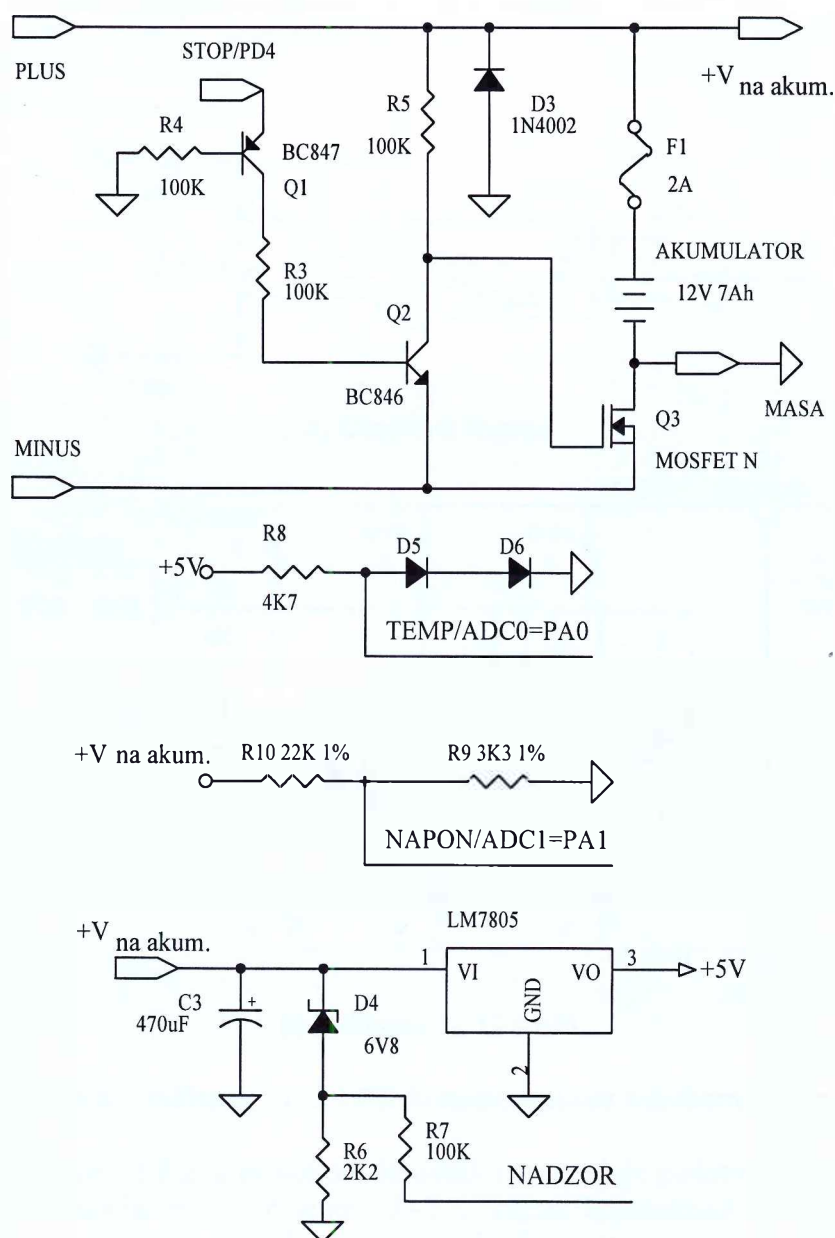 PLUS
STOP/PD4
+V na akum.
R4
100K
BC847
Q1
R5
100K
D3
1N4002
F1
2A
R3
100K
AKUMULATOR
12V 7Ah
Q2
BC846
MASA
Q3
MOSFET N
MINUS
R8
+5V
4K7
D5
D6
TEMP/ADC0=PA0
+V na akum.
R10 22K 1%
R9 3K3 1%
NAPON/ADC1=PA1
LM7805
+V na akum.
1
VI
VO
3
+5V
GND
2
C3
+
470uF
D4
6V8
R6
2K2
R7
100K
NADZOR